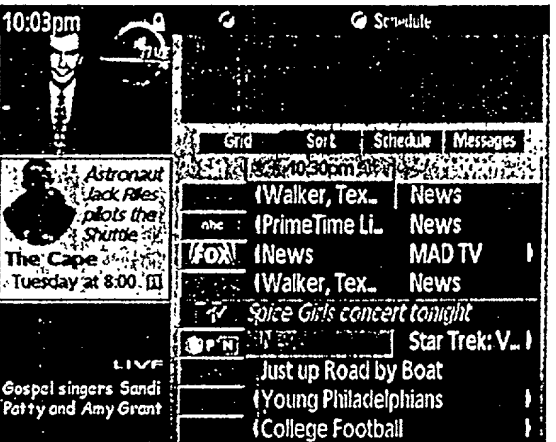 10:03pm
Schedule
Grid Sort Schedule Messages
10:30pm
Walker, Tex... News
abc PrimeTime Li... News
FOX News MAD TV
Walker, Tex... News
Spice Girls concert tonight
Star Trek: V...
Just up Road by Boat
Young Philadelphians
College Football
Astronaut
Jack Riles
pilots the
Shuttle
The Cape
Tuesday at 8:00
LIVE
Gospel singers Sandi
Patty and Amy Grant